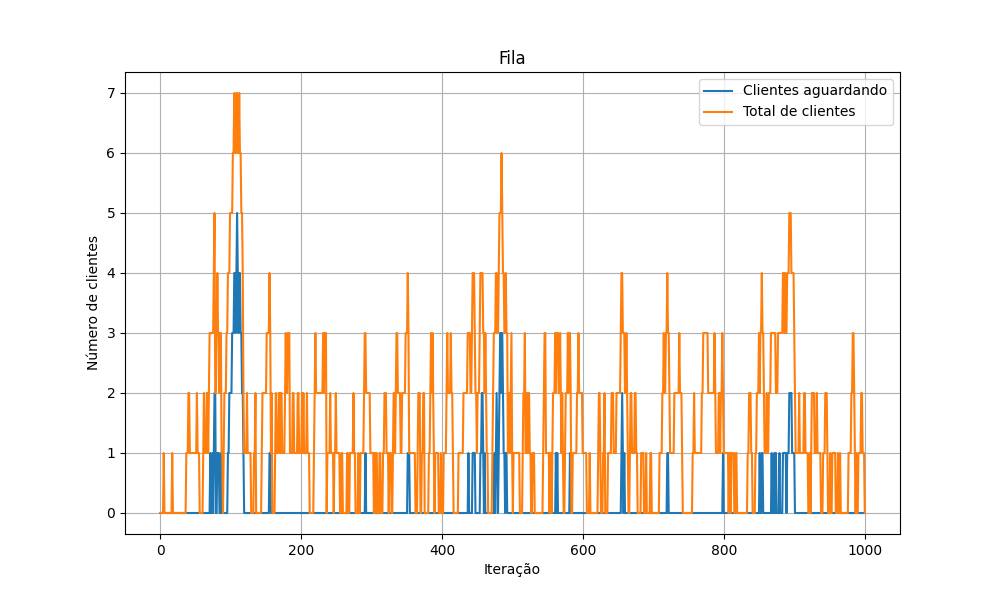 Fila
Clientes aguardando
Total de clientes
Número de clientes
7
6
5
4
3
2
1
0
0 200 400 600 800 1000
Iteração